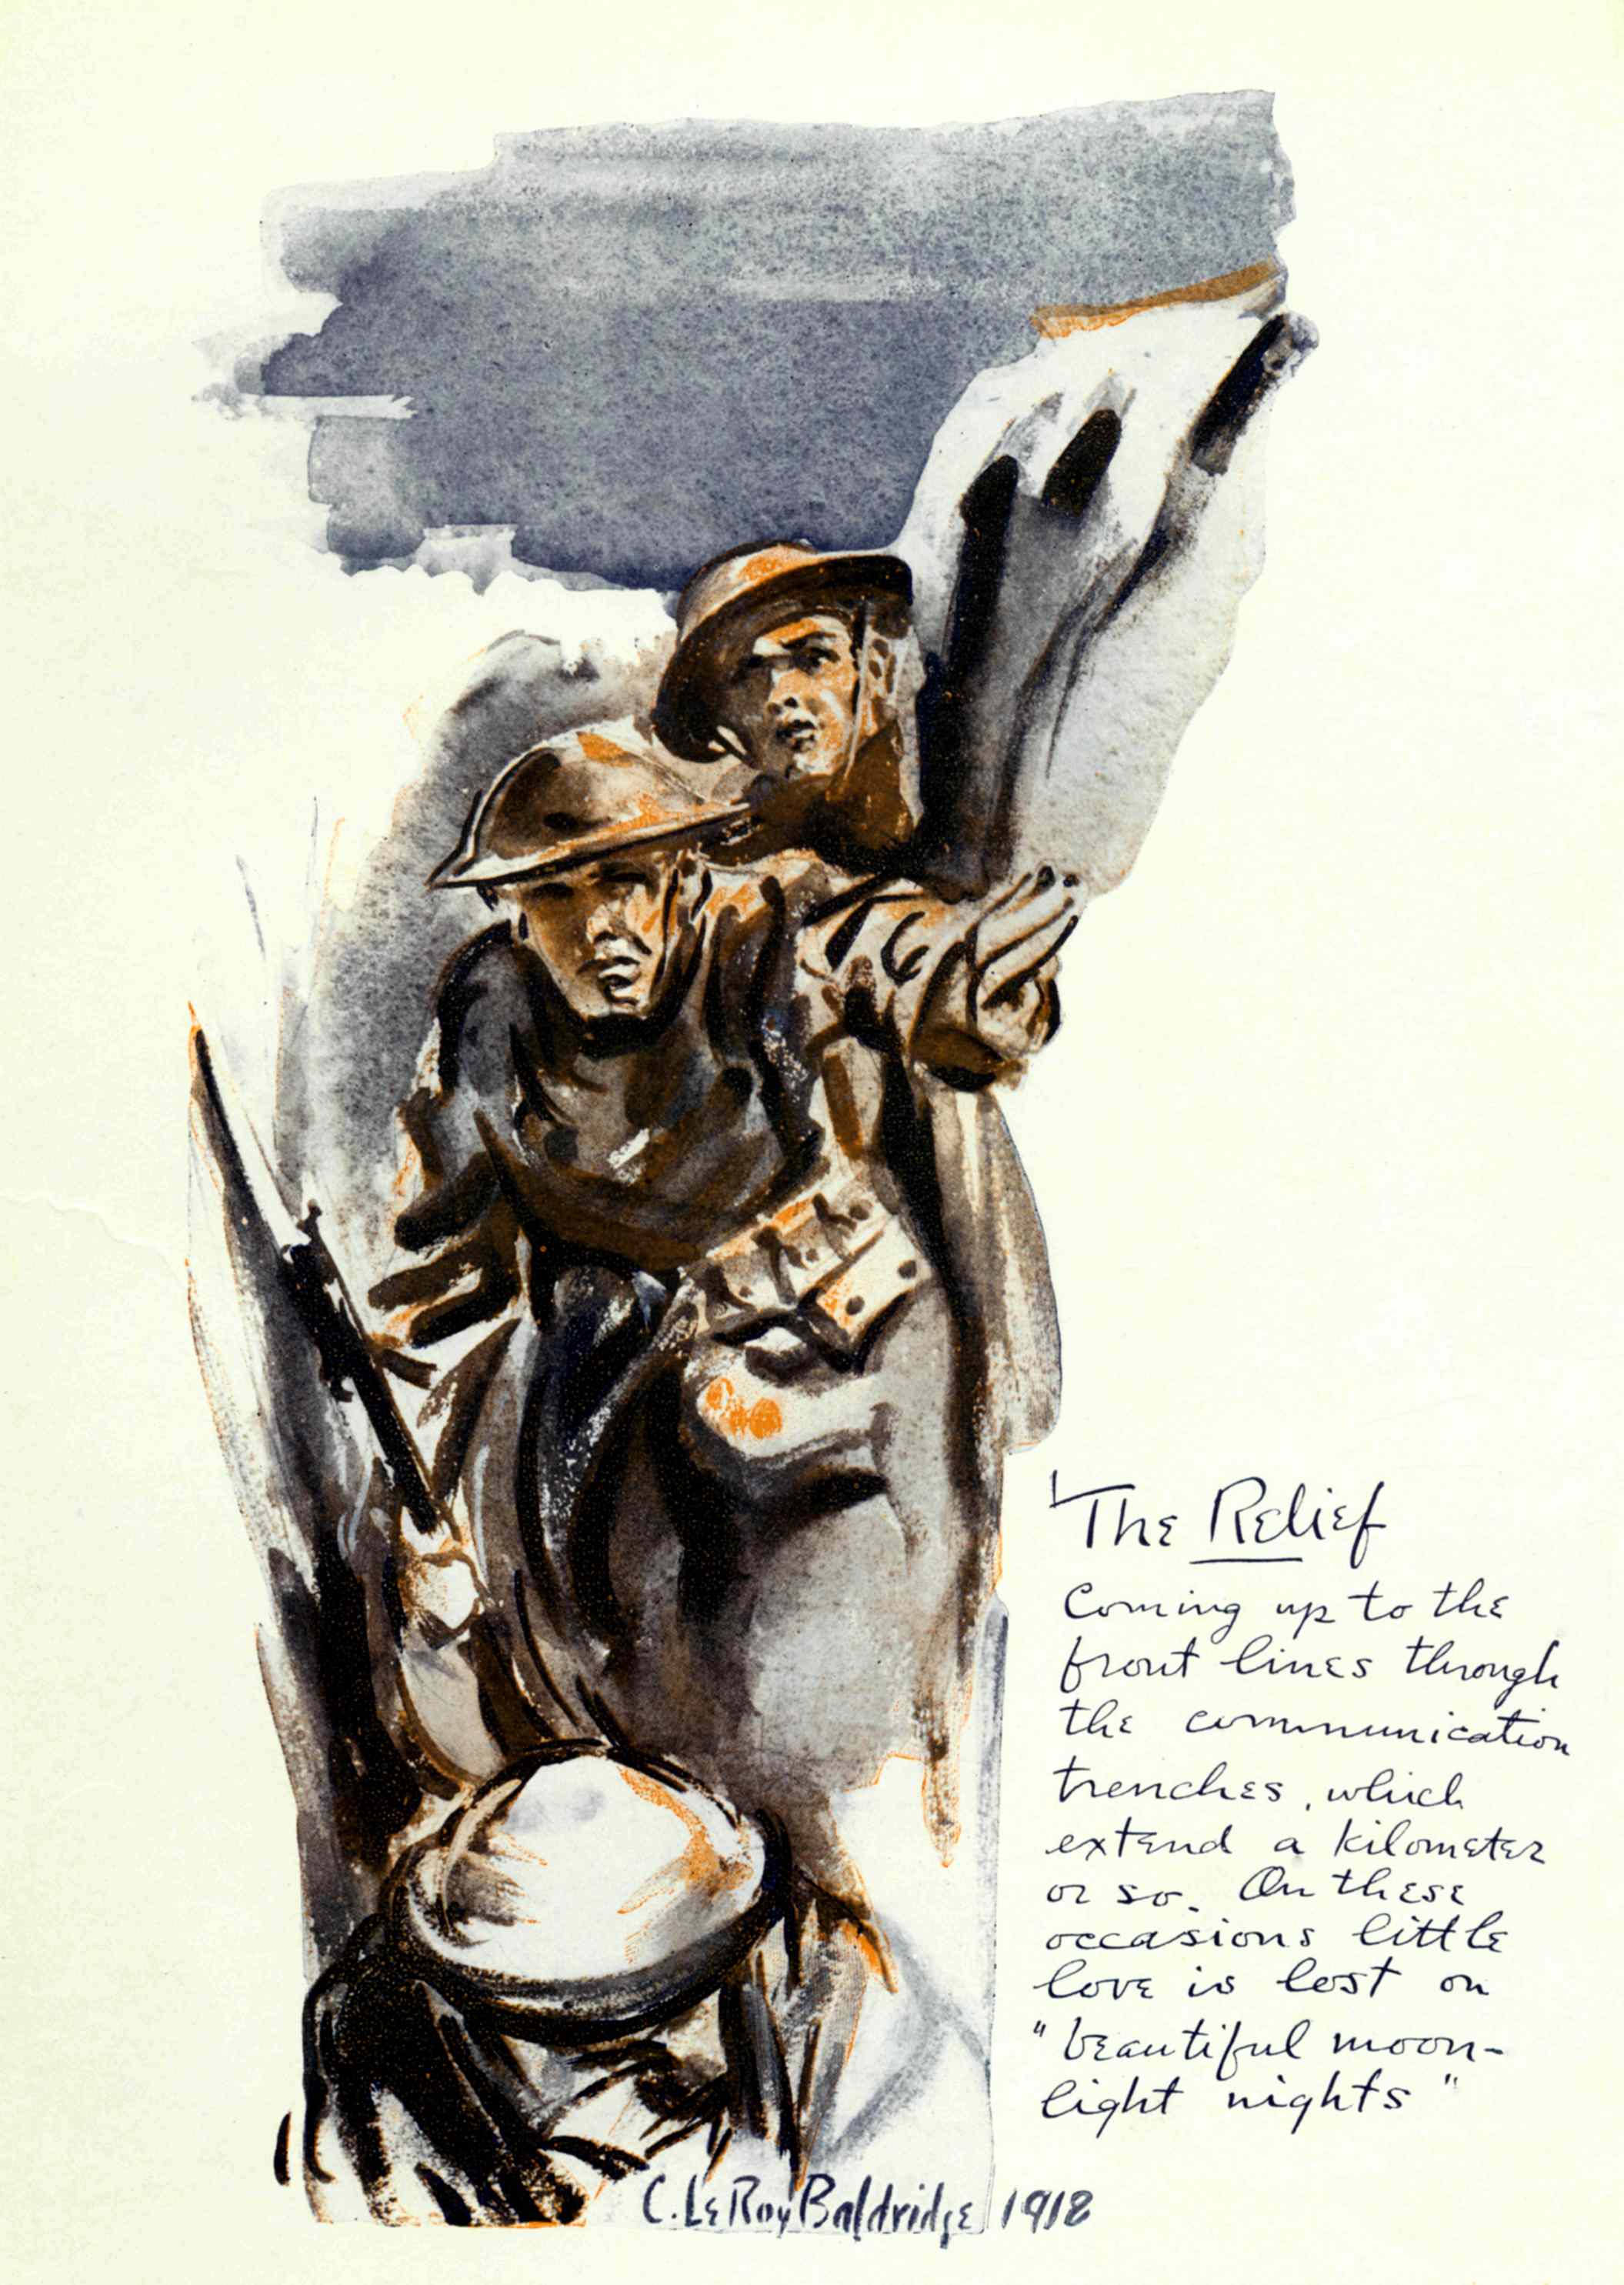 The Relief
Coming up to the
front lines through
the communication
trenches, which
extend a kilometer
or so. On these
occasions little
love is lost on
"beautiful moon-
light nights"
C. LeRoy Baldridge 1918